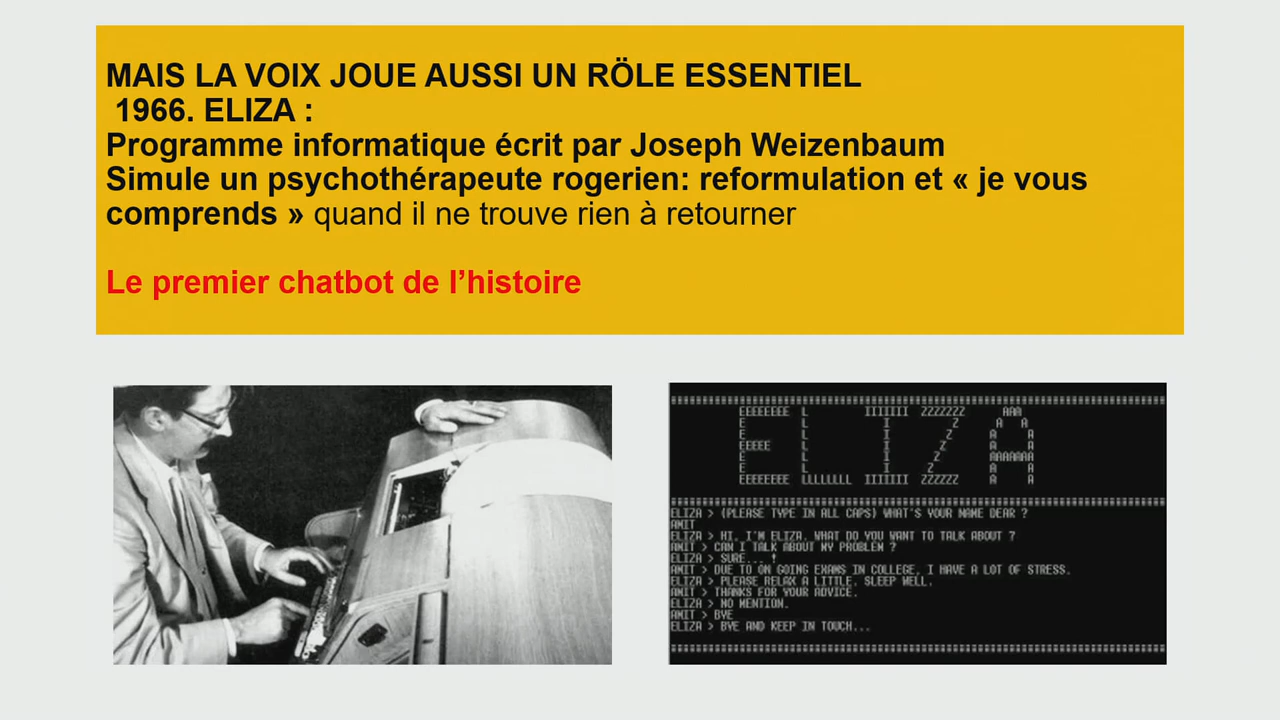 MAIS LA VOIX JOUE AUSSI UN RÖLE ESSENTIEL
1966. ELIZA :
Programme informatique écrit par Joseph Weizenbaum
Simule un psychothérapeute rogerien: reformulation et « je vous
comprends » quand il ne trouve rien à retourner
Le premier chatbot de l’histoire
ELIZA
ELIZA > (PLEASE TYPE IN ALL CAPS) WHAT'S YOUR NAME DEAR ?
AMIT
ELIZA > HI, I'M ELIZA. WHAT DO YOU WANT TO TALK ABOUT ?
AMIT > CAN I TALK ABOUT MY PROBLEM ?
ELIZA > SURE... !
AMIT > DUE TO ON GOING EXAMS IN COLLEGE, I HAVE A LOT OF STRESS.
ELIZA > PLEASE RELAX A LITTLE. SLEEP WELL.
AMIT > THANKS FOR YOUR ADVICE.
ELIZA > NO MENTION.
AMIT > BYE
ELIZA > BYE AND KEEP IN TOUCH...